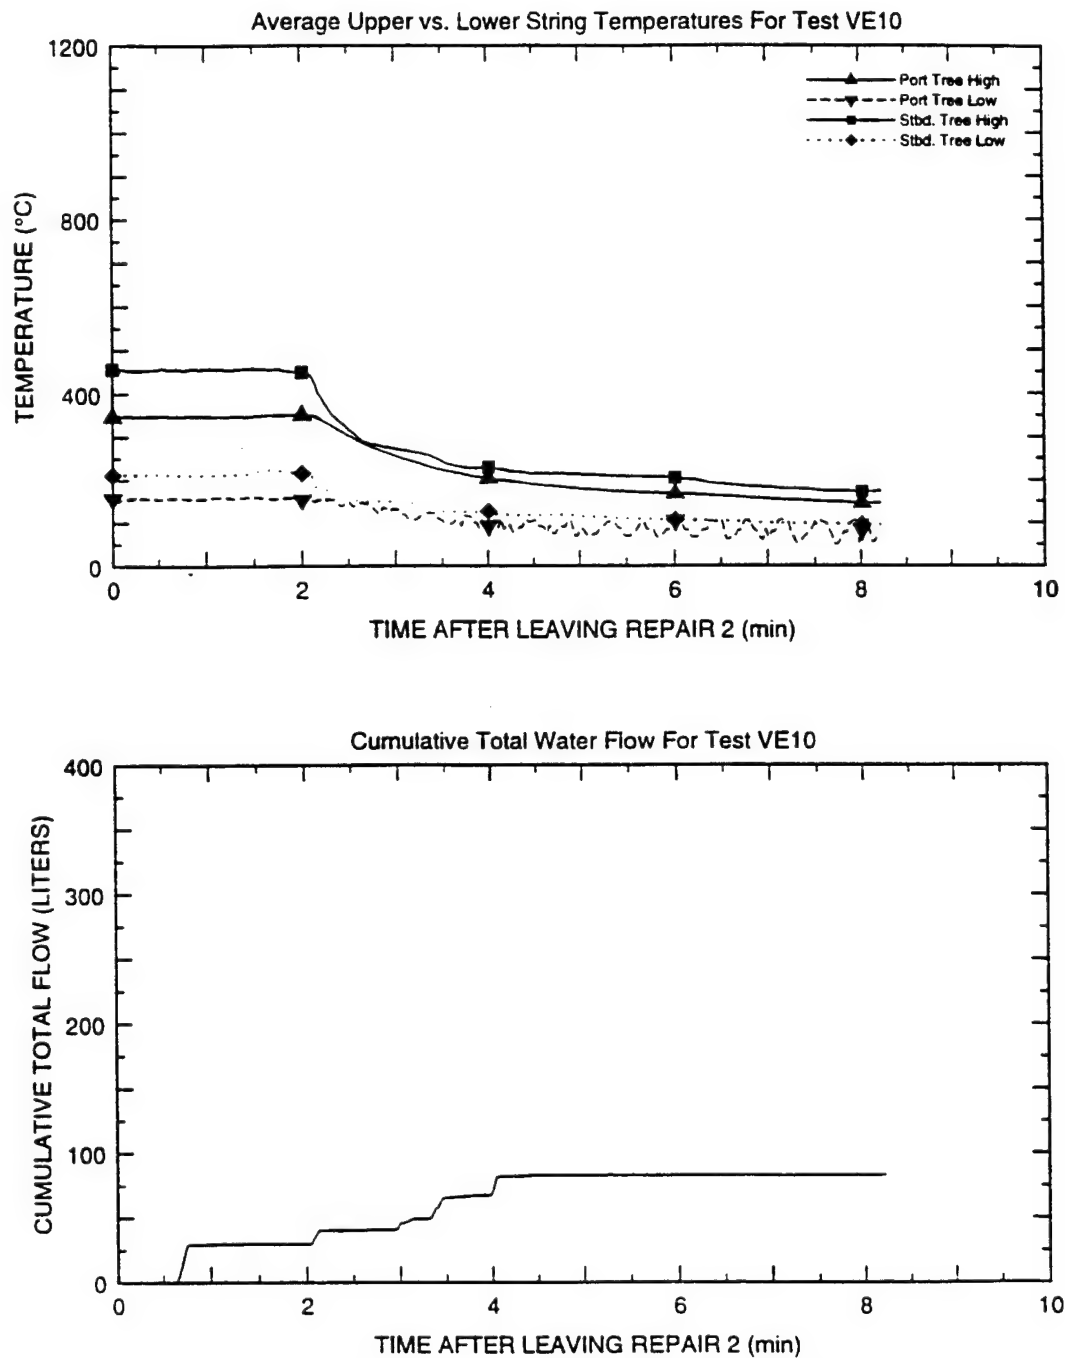 Average Upper vs. Lower String Temperatures For Test VE10
1200
800
400
0
TEMPERATURE (°C)
Port Tree High
Port Tree Low
Stbd. Tree High
Stbd. Tree Low
0 2 4 6 8 10
TIME AFTER LEAVING REPAIR 2 (min)
Cumulative Total Water Flow For Test VE10
400
300
200
100
0
CUMULATIVE TOTAL FLOW (LITERS)
0 2 4 6 8 10
TIME AFTER LEAVING REPAIR 2 (min)